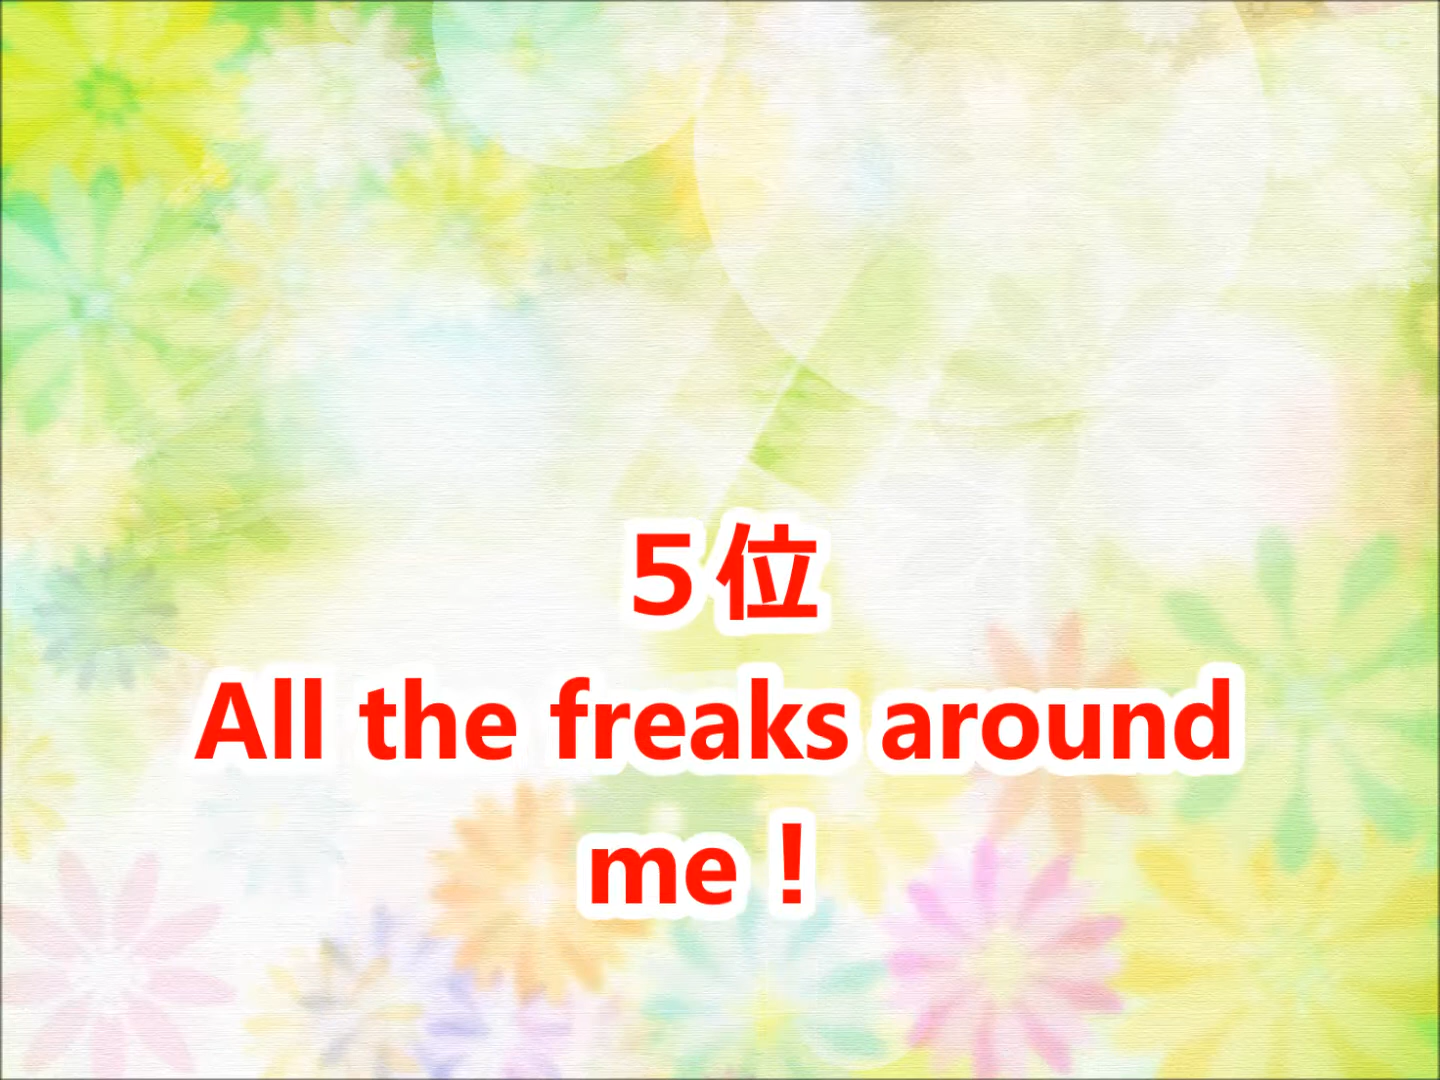 ５位
All the freaks around
me！